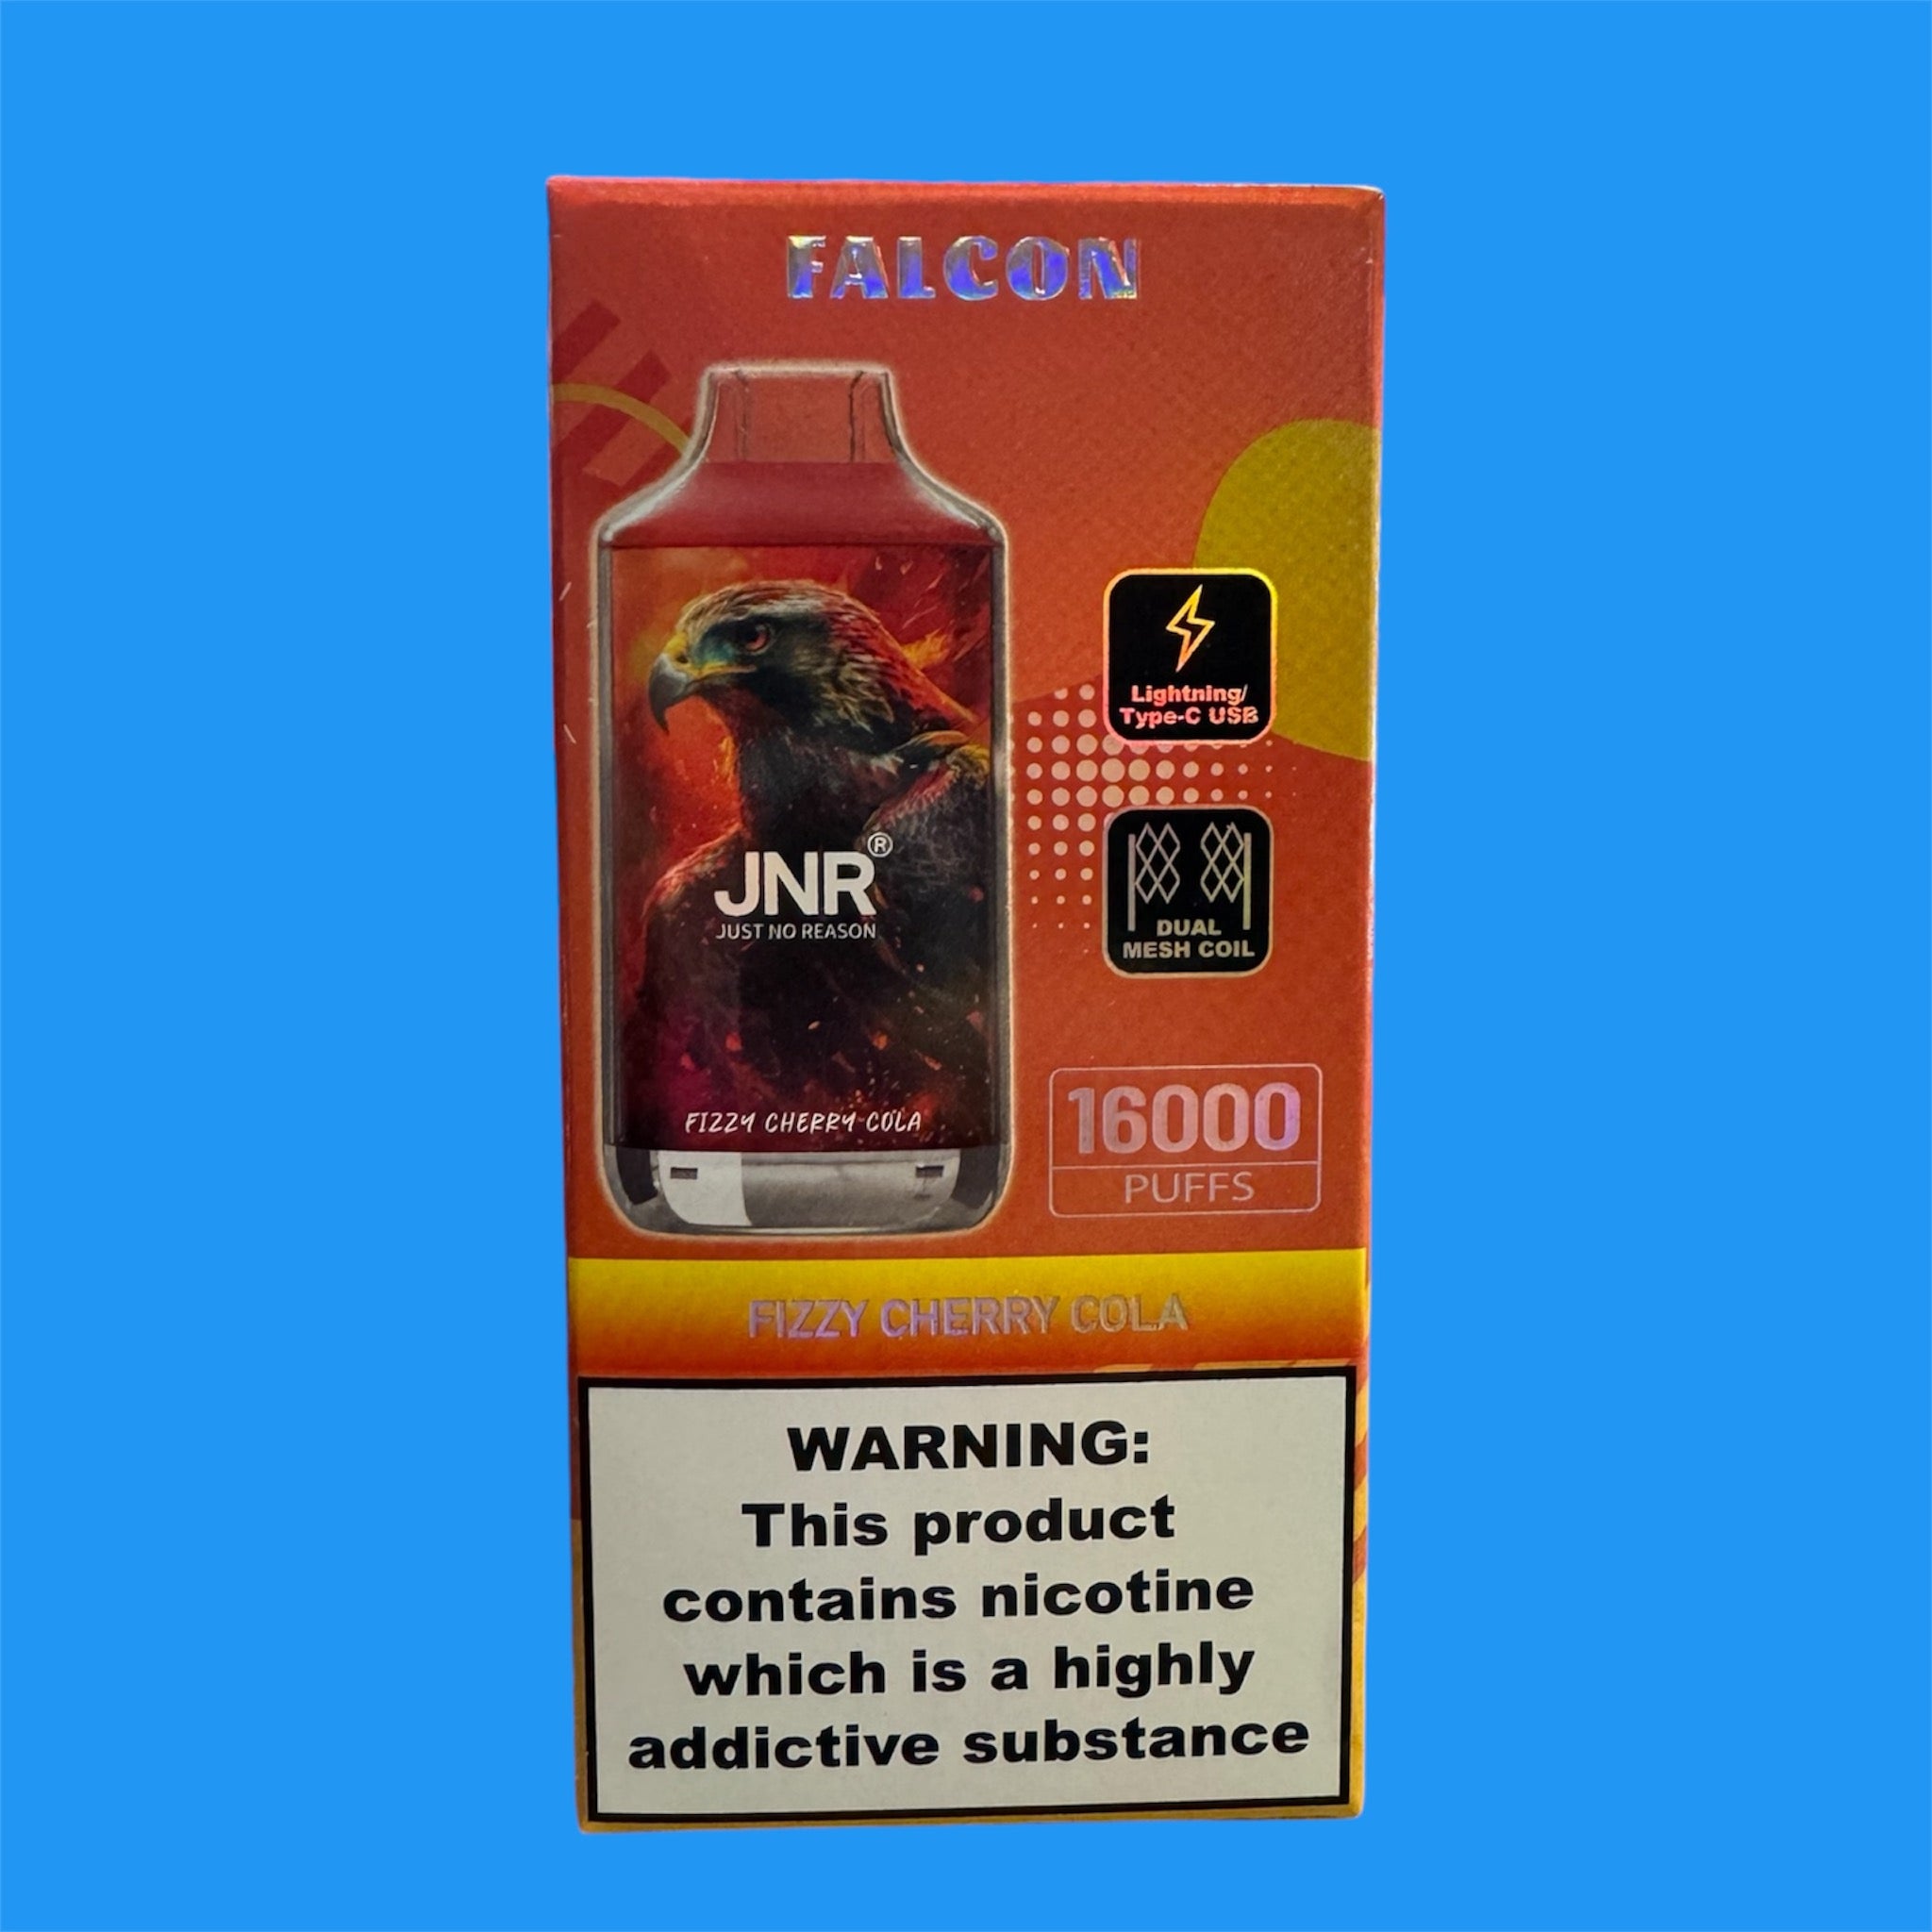 FALCON
JNR®
JUST NO REASON
FIZZY CHERRY COLA
Lightning/
Type-C USB
DUAL
MESH COIL
16000
PUFFS
FIZZY CHERRY COLA
WARNING:
This product
contains nicotine
which is a highly
addictive substance